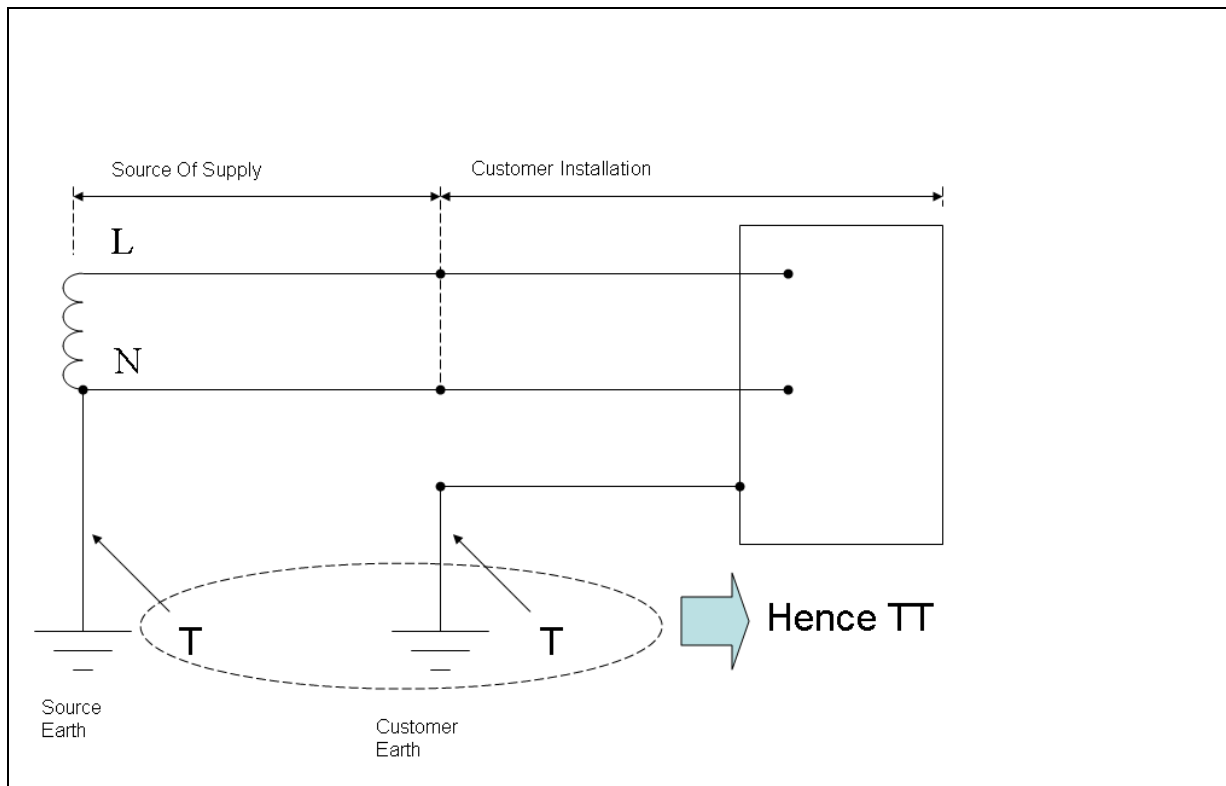 Source Of Supply
Customer Installation
L
N
T
T
Hence TT
Source
Earth
Customer
Earth